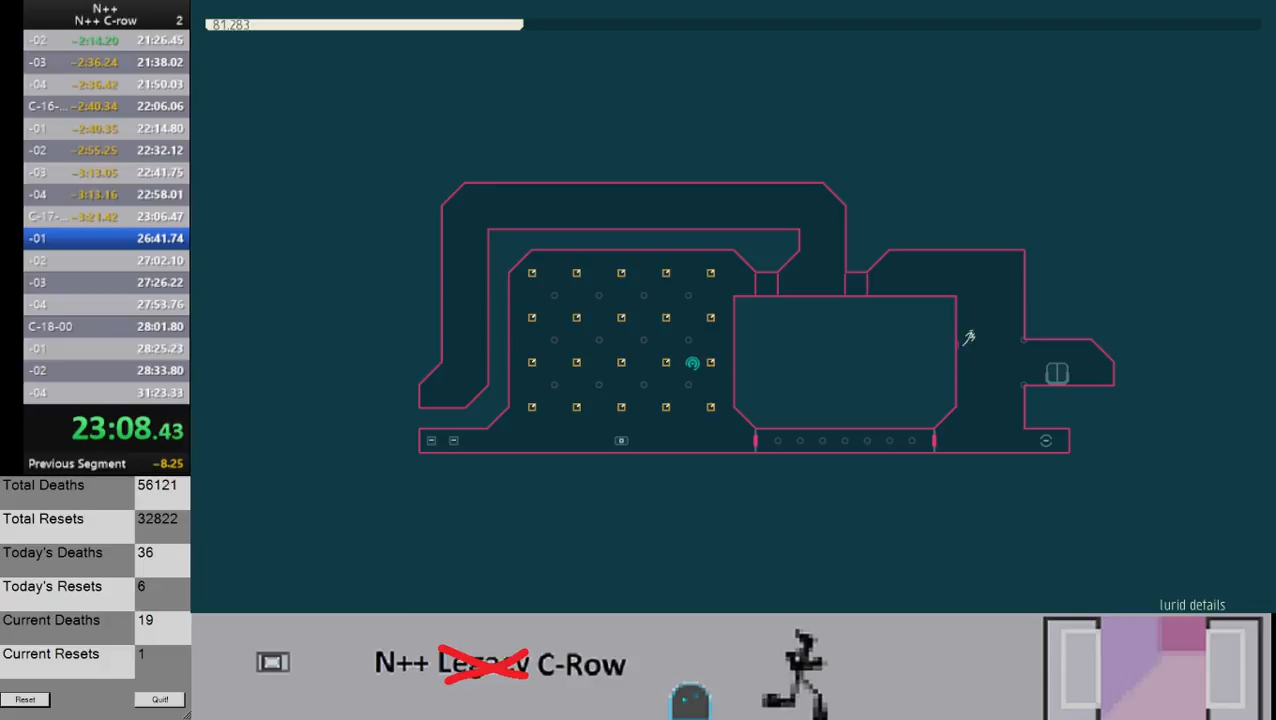 N++
N++ C-row 2
-02 −2:14.20 21:26.45
-03 −2:36.24 21:38.02
-04 −2:36.42 21:50.03
C-16-... −2:40.34 22:06.06
-01 −2:40.35 22:14.80
-02 −2:55.25 22:32.12
-03 −3:13.05 22:41.75
-04 −3:13.16 22:58.01
C-17-... −3:21.42 23:06.47
-01 26:41.74
-02 27:02.10
-03 27:26.22
-04 27:53.76
C-18-00 28:01.80
-01 28:25.23
-02 28:33.80
-04 31:23.33
23:08.43
Previous Segment −8.25
Total Deaths 56121
Total Resets 32822
Today's Deaths 36
Today's Resets 6
Current Deaths 19
Current Resets 1
Reset Quit!
81.283
lurid details
N++ Legacy C-Row